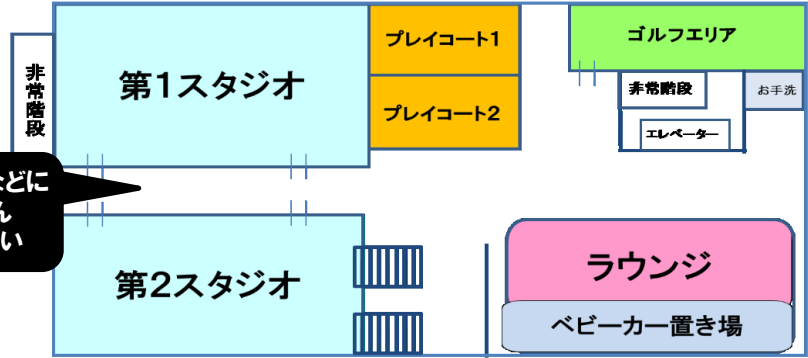 プレイコート1
ゴルフエリア
非常階段
第1スタジオ
プレイコート2
非常階段
お手洗
エレベーター
などに
ん
い
第2スタジオ
ラウンジ
ベビーカー置き場